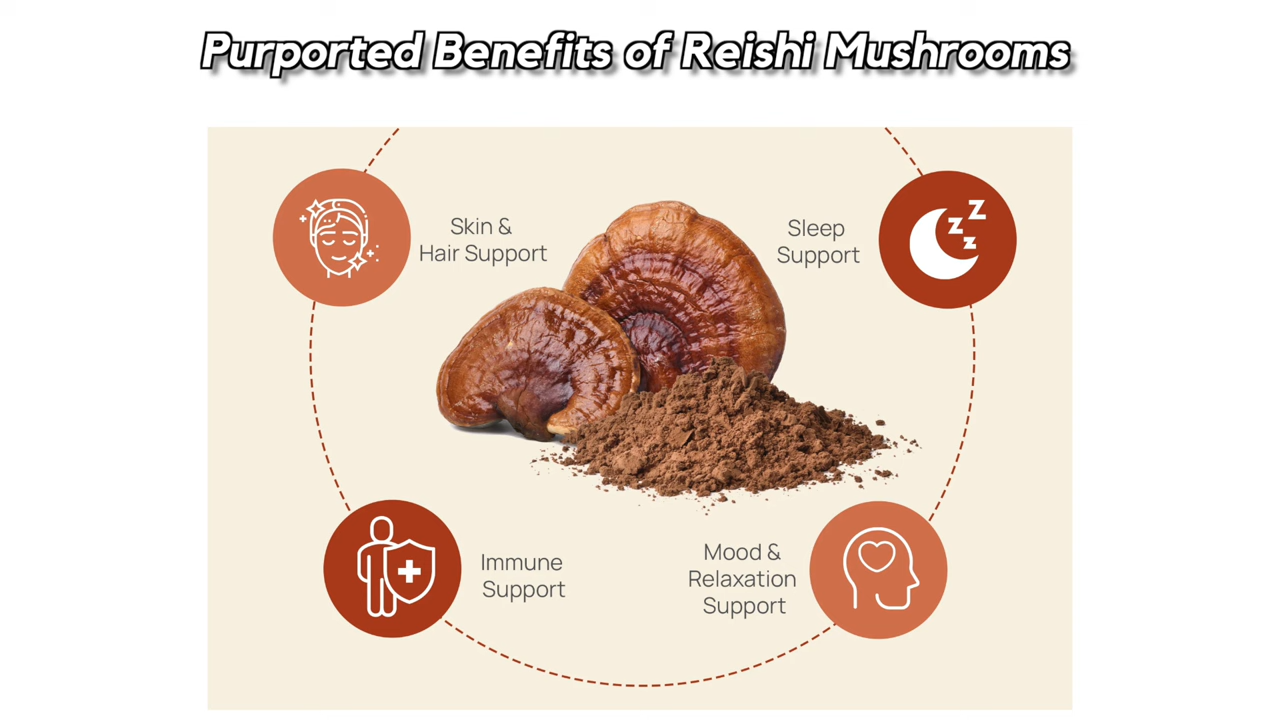 Purported Benefits of Reishi Mushrooms
Skin &
Hair Support
Sleep
Support
Z
Z
Z
Immune
Support
Mood &
Relaxation
Support